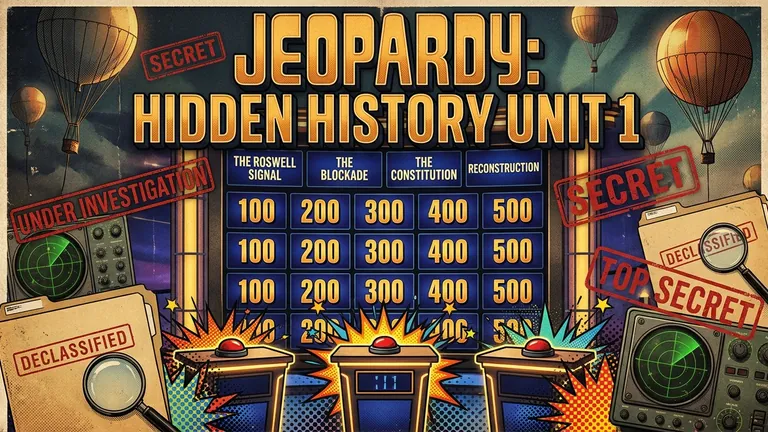 SECRET
JEOPARDY:
HIDDEN HISTORY UNIT 1
THE ROSWELL SIGNAL
THE BLOCKADE
THE CONSTITUTION
RECONSTRUCTION
100 200 300 400 500
100 200 300 400 500
100 200 300 400 500
UNDER INVESTIGATION
SECRET
DECLASSIFIED
TOP SECRET
DECLASSIFIED